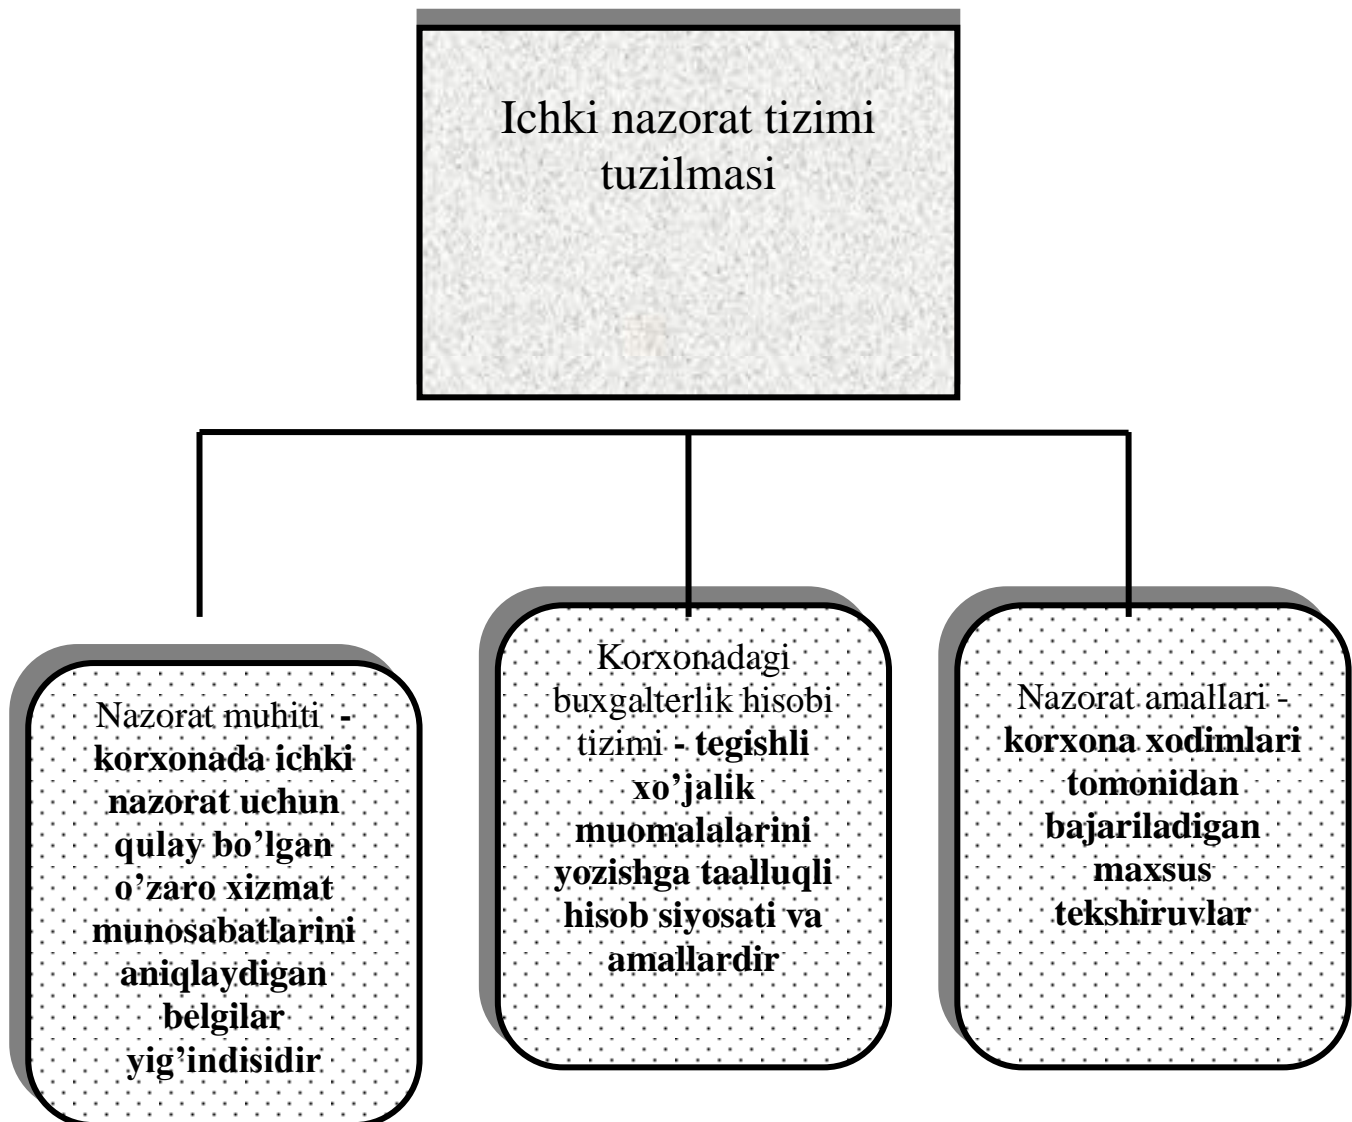 Ichki nazorat tizimi
tuzilmasi
Nazorat muhiti -
korxonada ichki
nazorat uchun
qulay bo’lgan
o’zaro xizmat
munosabatlarini
aniqlaydigan
belgilar
yig’indisidir
Korxonadagi
buxgalterlik hisobi
tizimi - tegishli
xo’jalik
muomalalarini
yozishga taalluqli
hisob siyosati va
amallardir
Nazorat amallari -
korxona xodimlari
tomonidan
bajariladigan
maxsus
tekshiruvlar